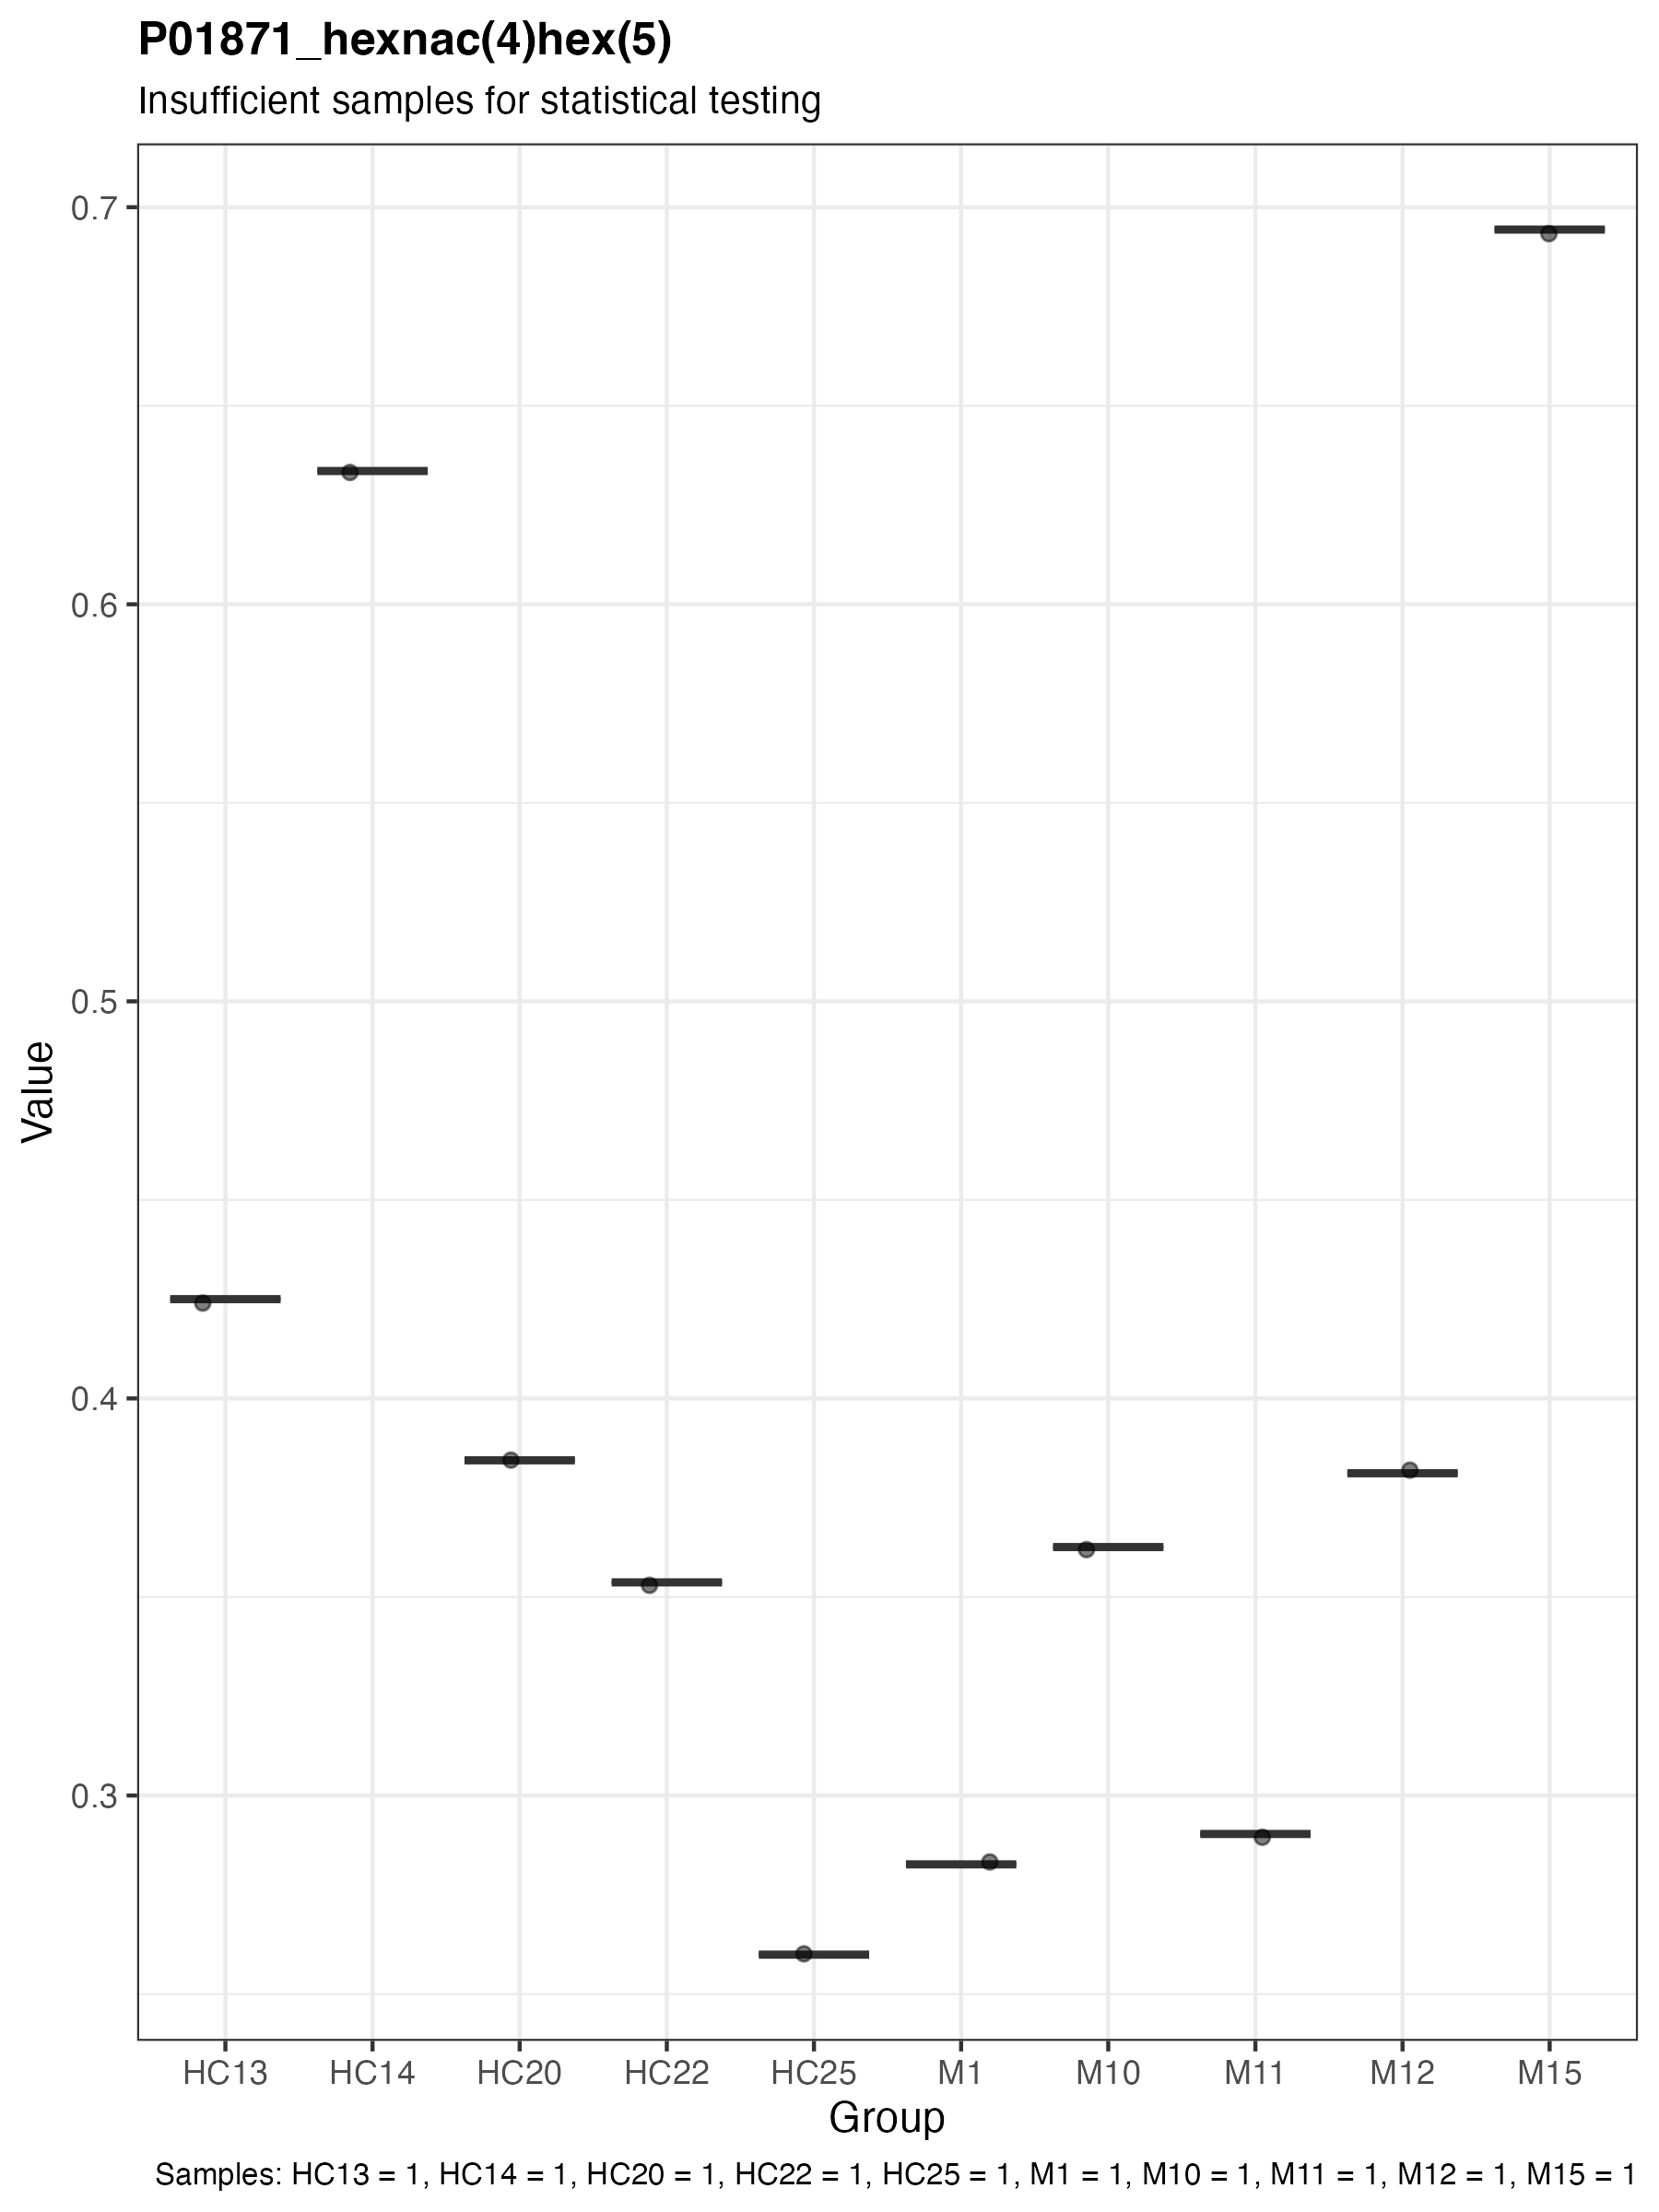 P01871_hexnac(4)hex(5)
Insufficient samples for statistical testing
0.7
0.6
0.5
0.4
0.3
Value
HC13 HC14 HC20 HC22 HC25 M1 M10 M11 M12 M15
Group
Samples: HC13 = 1, HC14 = 1, HC20 = 1, HC22 = 1, HC25 = 1, M1 = 1, M10 = 1, M11 = 1, M12 = 1, M15 = 1